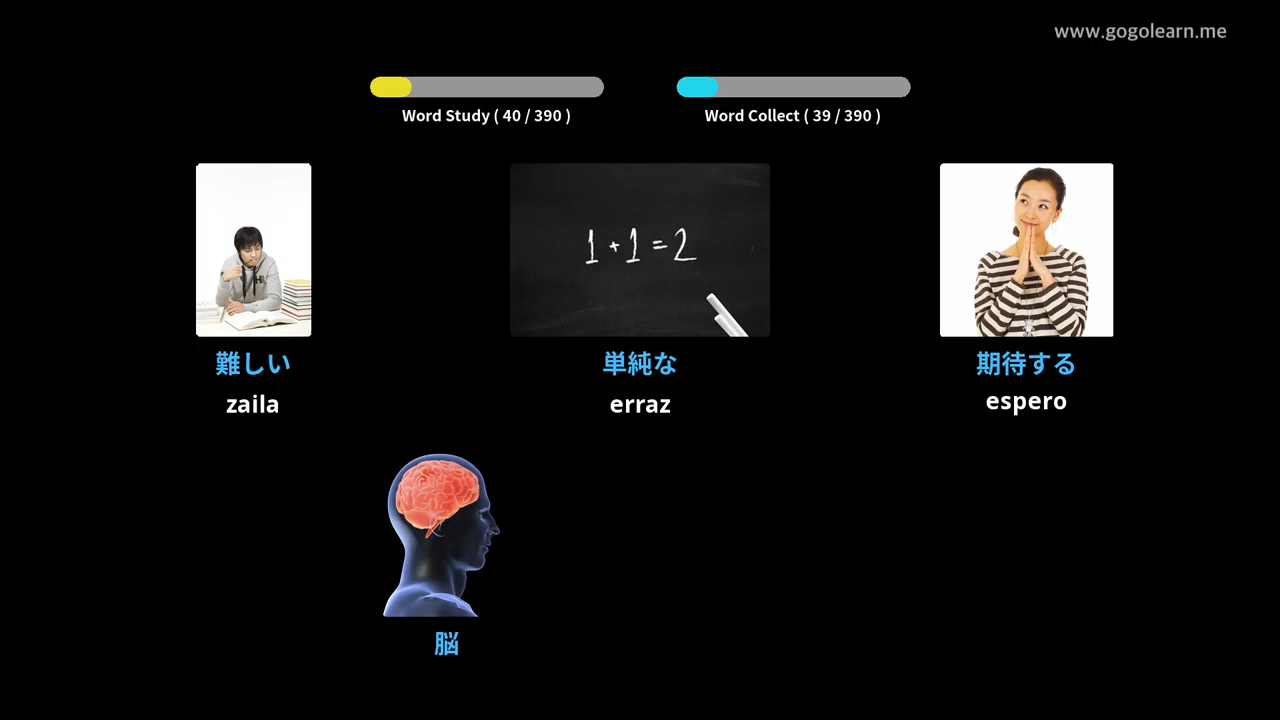 www.gogolearn.me
Word Study ( 40 / 390 )
Word Collect ( 39 / 390 )
1 + 1 = 2
難しい
単純な
期待する
zaila
erraz
espero
脳